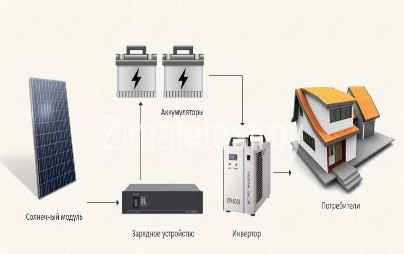 Аккумуляторы
Солнечный модуль
Зарядное устройство
Инвертор
Потребители